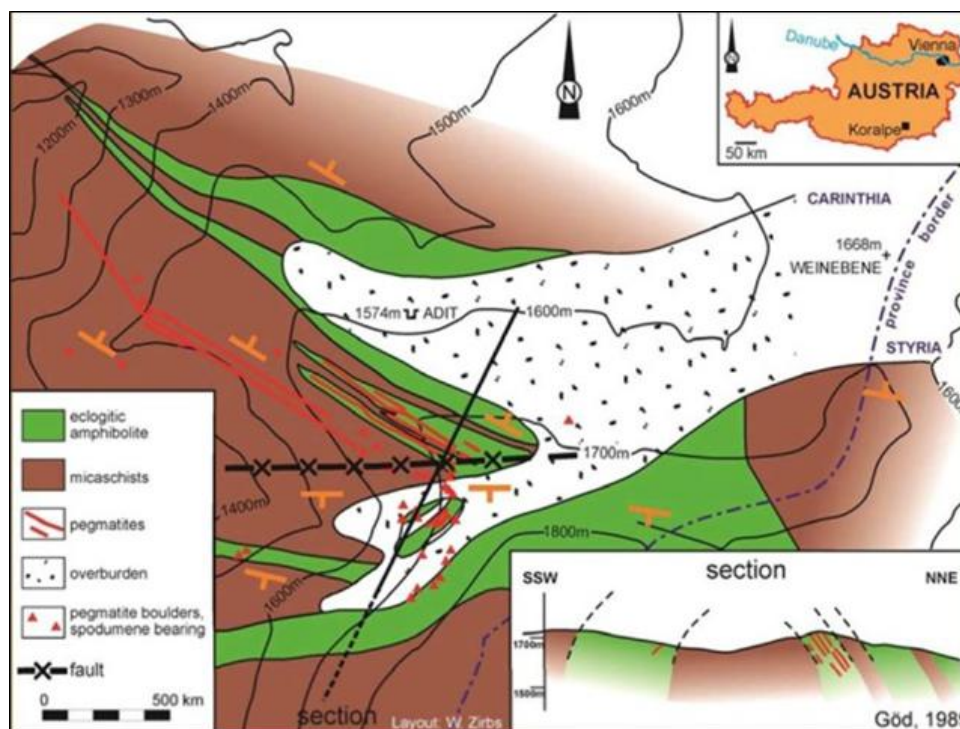 1200m
1300m
1400m
1500m
1600m
N
N
Danube
Vienna
AUSTRIA
Koralpe
50 km
CARINTHIA
1668m
WEINEBENE
province border
STYRIA
1574m ADIT
1600m
1600m
1700m
1400m
1600m
1800m
eclogitic
amphibolite
micaschists
pegmatites
overburden
pegmatite boulders,
spodumene bearing
fault
0 500 km
section
Layout: W. Zirbs
SSW section NNE
1700m
1500m
Göd, 1989